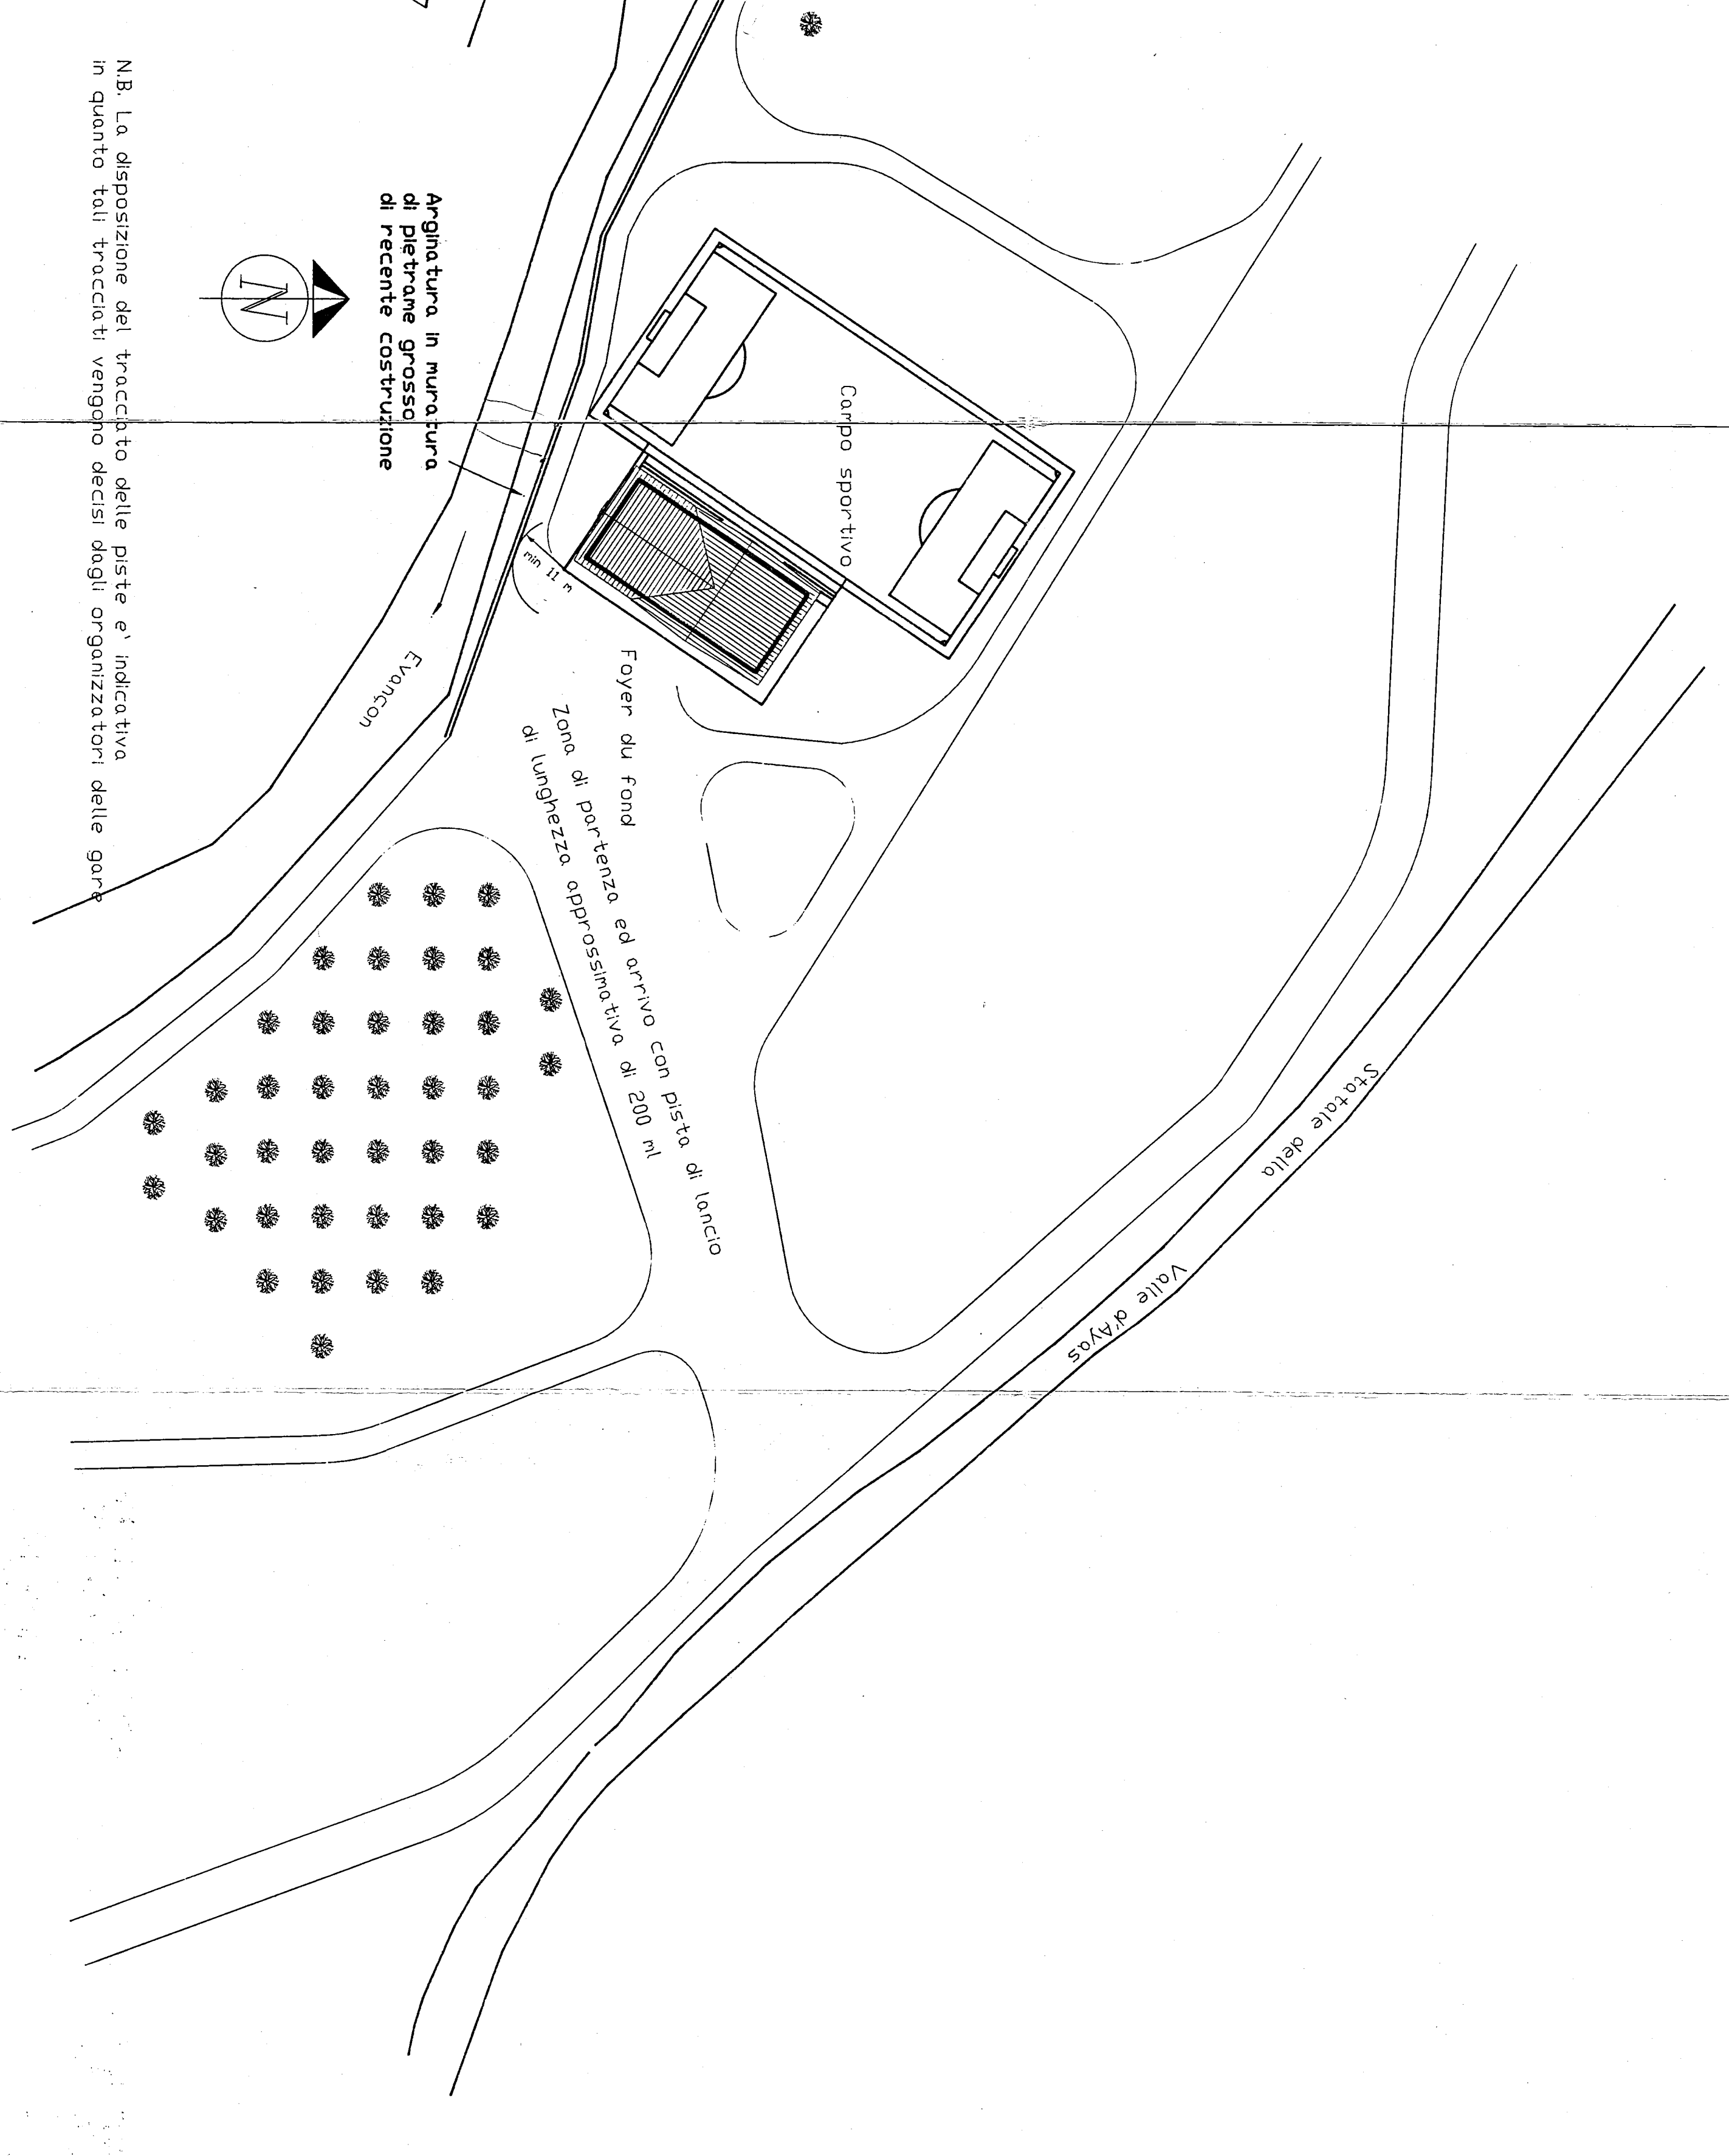 Campo sportivo
Foyer du fond
Zona di partenza ed arrivo con pista di lancio
di lunghezza approssimativa di 200 ml
min 11 m
Statale della
Valle d'Ayas
Evançon
Arginatura in muratura
di pietrame grosso
di recente costruzione
N
N.B. La disposizione del tracciato delle piste e' indicativa
in quanto tali tracciati vengono decisi dagli organizzatori delle gare